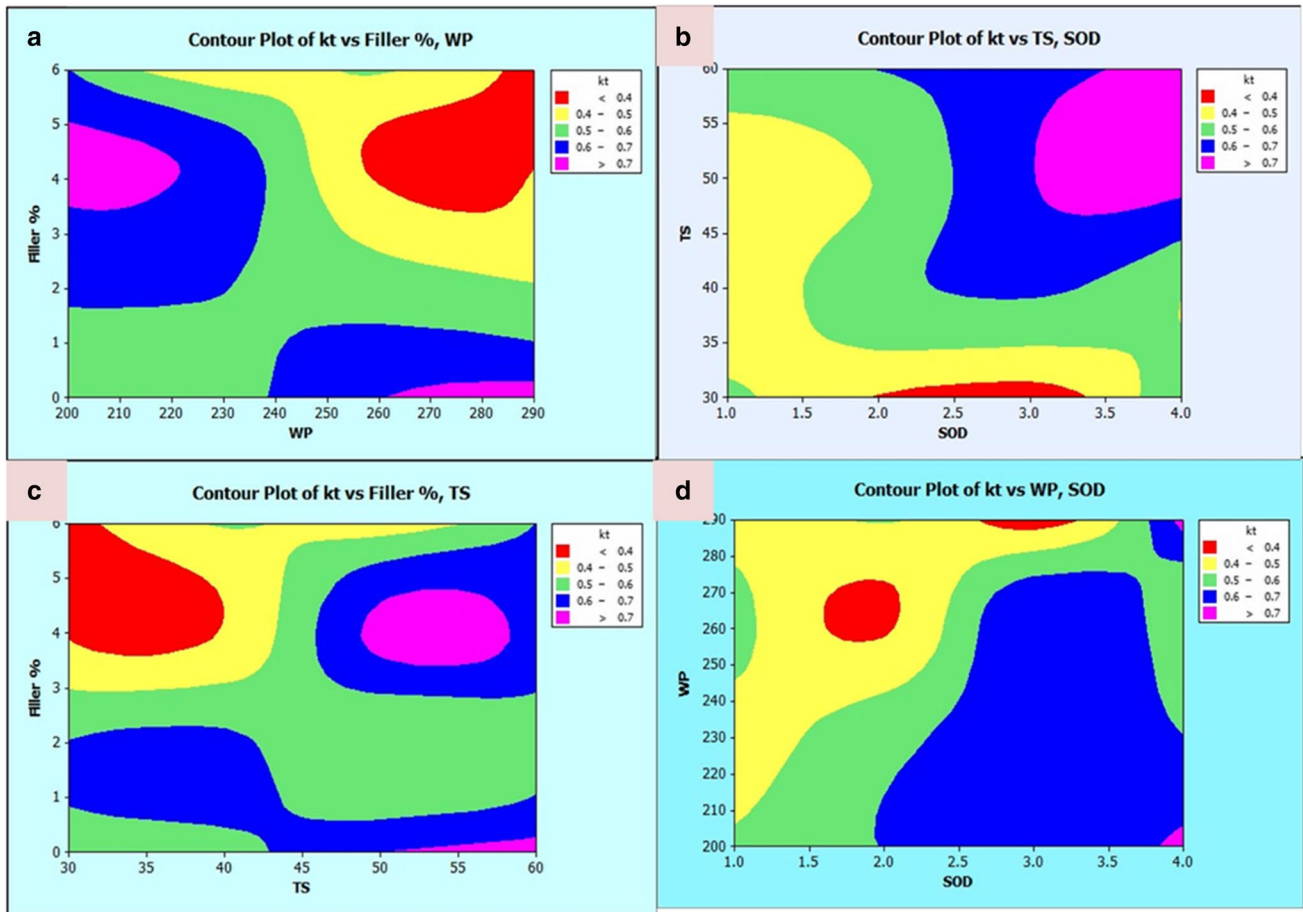 a
Contour Plot of kt vs Filler %, WP
6
5
4
3
2
1
0
Filler %
200 210 220 230 240 250 260 270 280 290
WP
kt
< 0.4
0.4 - 0.5
0.5 - 0.6
0.6 - 0.7
> 0.7
b
Contour Plot of kt vs TS, SOD
60
55
50
45
40
35
30
TS
1.0 1.5 2.0 2.5 3.0 3.5 4.0
SOD
kt
< 0.4
0.4 - 0.5
0.5 - 0.6
0.6 - 0.7
> 0.7
c
Contour Plot of kt vs Filler %, TS
6
5
4
3
2
1
0
Filler %
30 35 40 45 50 55 60
TS
kt
< 0.4
0.4 - 0.5
0.5 - 0.6
0.6 - 0.7
> 0.7
d
Contour Plot of kt vs WP, SOD
290
280
270
260
250
240
230
220
210
200
WP
1.0 1.5 2.0 2.5 3.0 3.5 4.0
SOD
kt
< 0.4
0.4 - 0.5
0.5 - 0.6
0.6 - 0.7
> 0.7